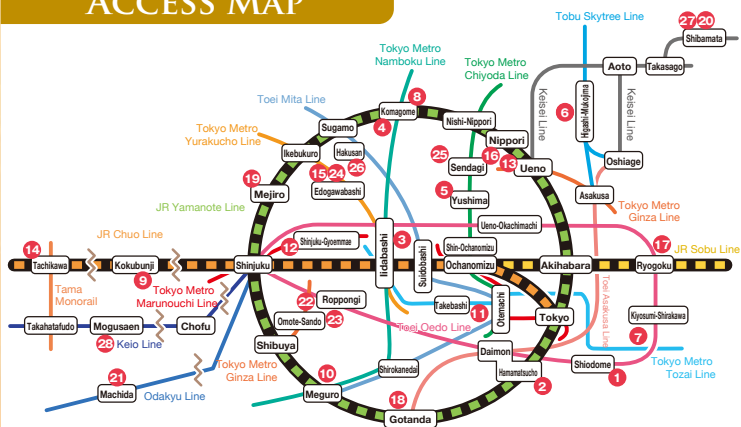 ACCESS MAP
Tobu Skytree Line
27 20
Shibamata
Tokyo Metro
Namboku Line
Tokyo Metro
Chiyoda Line
Aoto
Takasago
Toei Mita Line
8
Komagome
4
Nishi-Nippori
Keisei Line
6
Higashi-Mukojima
Keisei Line
Tokyo Metro
Yurakucho Line
Sugamo
Nippori
Ikebukuro
Hakusan
25
16
13
Sendagi
Ueno
Oshiage
15 24
26
19
Edogawabashi
Mejiro
5
Yushima
Asakusa
JR Yamanote Line
Tokyo Metro
Ginza Line
Ueno-Okachimachi
JR Chuo Line
14
12
Shinjuku-Gyoemmae
3
Shin-Ochanomizu
17
JR Sobu Line
Tachikawa
Kokubunji
Shinjuku
Iidabashi
Suidobashi
Ochanomizu
Akihabara
Ryogoku
9
Tama
Monorail
Tokyo Metro
Marunouchi Line
22
Roppongi
Takebashi
11
Otemachi
Toei Asakusa Line
Kiyosumi-Shirakawa
Takahatafudo
Mogusaen
Chofu
Omote-Sando
23
Toei Oedo Line
Tokyo
7
28
Keio Line
Shibuya
Tokyo Metro
Ginza Line
Daimon
Tokyo Metro
Tozai Line
Shirokanedai
Hamamatsucho
Shiodome
21
10
2
1
Machida
Odakyu Line
Meguro
18
Gotanda